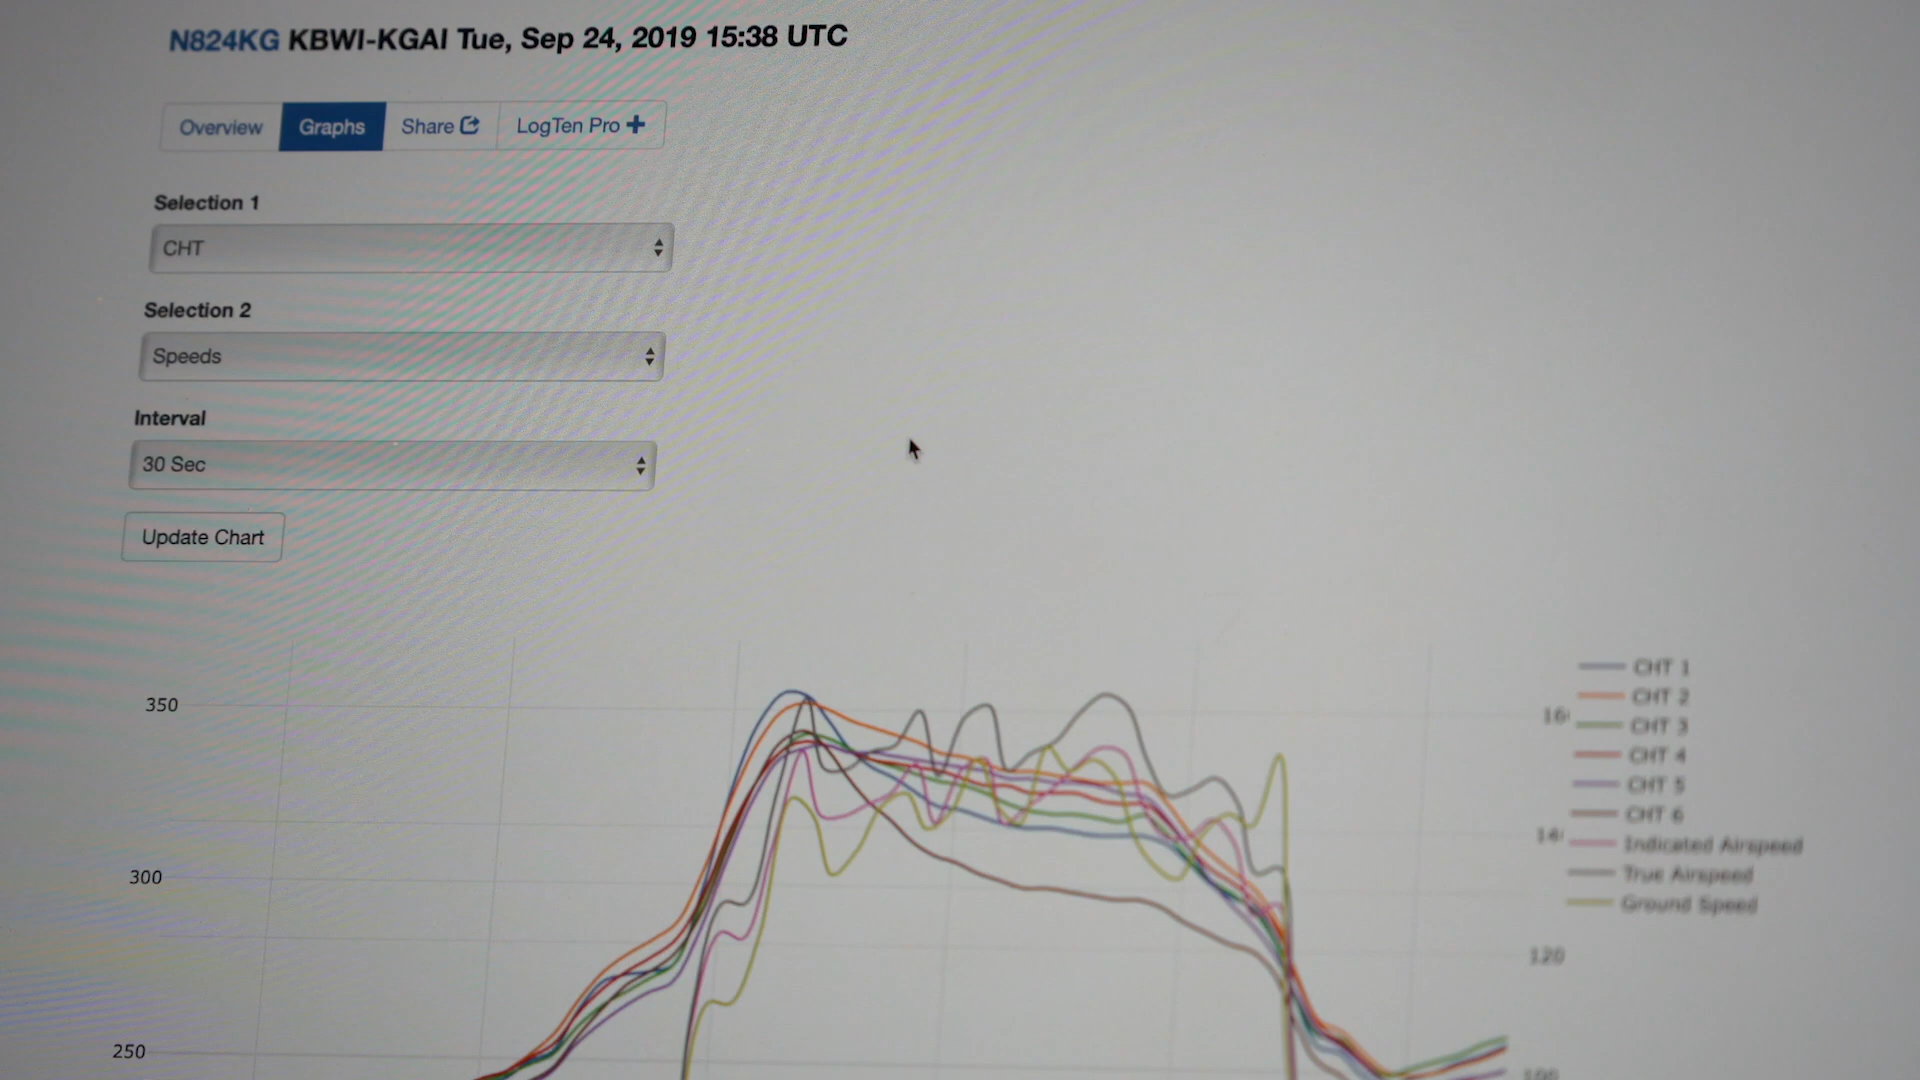 N824KG KBWI-KGAI Tue, Sep 24, 2019 15:38 UTC
Overview Graphs Share LogTen Pro
Selection 1
CHT
Selection 2
Speeds
Interval
30 Sec
Update Chart
350
300
250
120
100
CHT 1
CHT 2
CHT 3
CHT 4
CHT 5
CHT 6
Indicated Airspeed
True Airspeed
Ground Speed